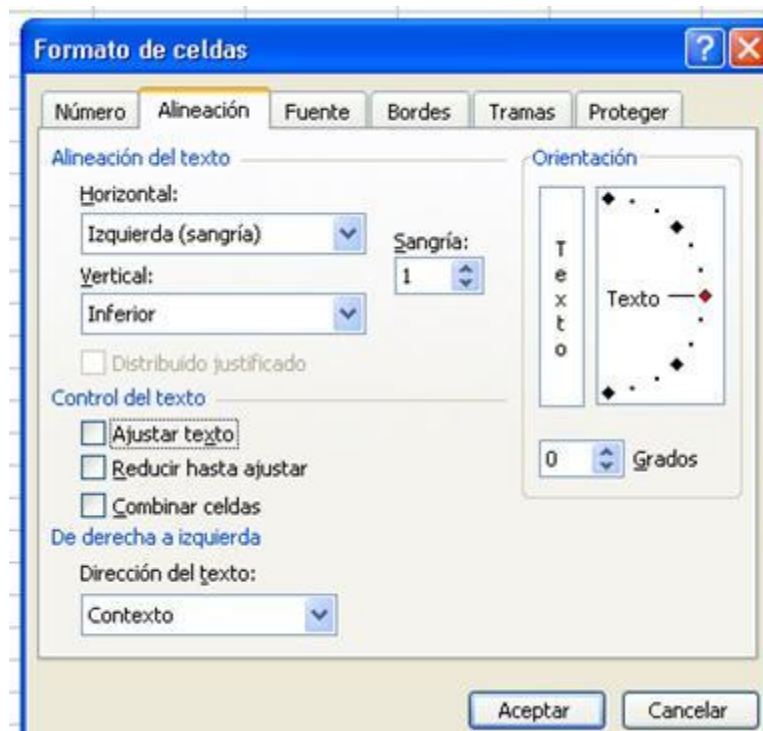 Formato de celdas
Número Alineación Fuente Bordes Tramas Proteger
Alineación del texto
Horizontal:
Izquierda (sangría)
Sangría:
1
Vertical:
Inferior
Distribuido justificado
Control del texto
Ajustar texto
Reducir hasta ajustar
Combinar celdas
De derecha a izquierda
Dirección del texto:
Contexto
Orientación
Texto
Texto
0 Grados
Aceptar Cancelar